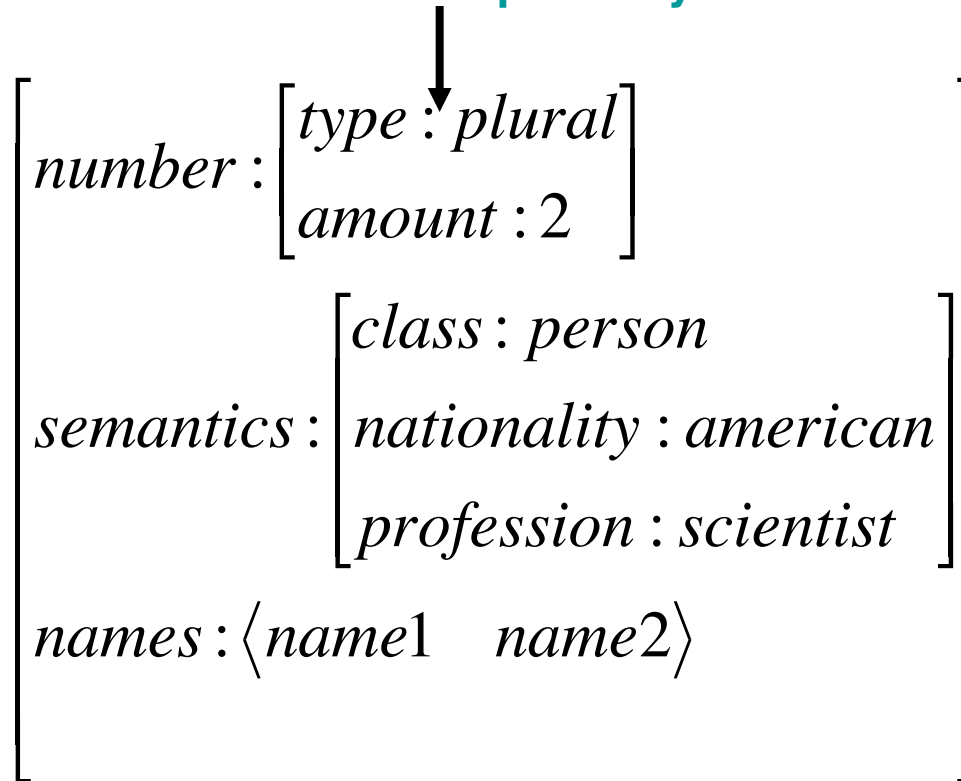 type : plural
number :
amount : 2
class : person
semantics : nationality : american
profession : scientist
names : ⟨name1 name2⟩